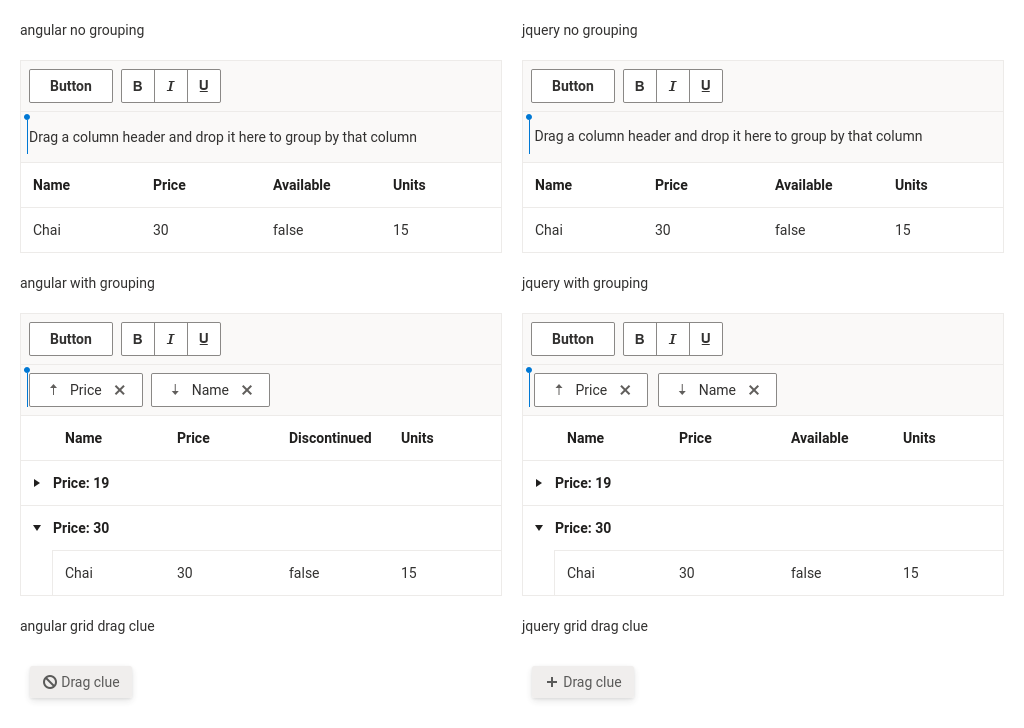 angular no grouping
Button B I U
Drag a column header and drop it here to group by that column
Name Price Available Units
Chai 30 false 15
jquery no grouping
Button B I U
Drag a column header and drop it here to group by that column
Name Price Available Units
Chai 30 false 15
angular with grouping
Button B I U
↑ Price ✕ ↓ Name ✕
Name Price Discontinued Units
Price: 19
Price: 30
Chai 30 false 15
jquery with grouping
Button B I U
↑ Price ✕ ↓ Name ✕
Name Price Available Units
Price: 19
Price: 30
Chai 30 false 15
angular grid drag clue
Drag clue
jquery grid drag clue
+ Drag clue